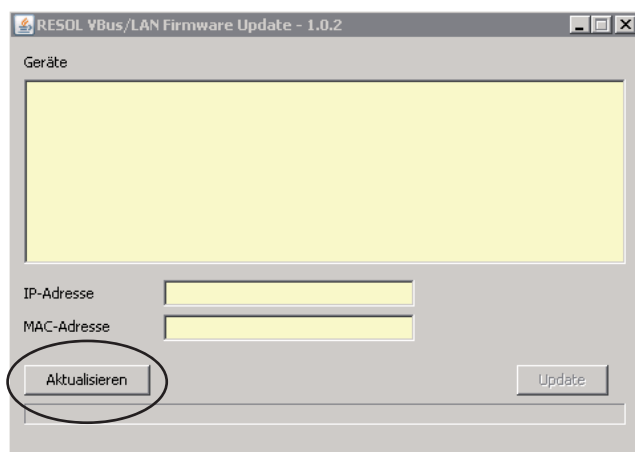 RESOL VBus/LAN Firmware Update - 1.0.2
Geräte
IP-Adresse
MAC-Adresse
Aktualisieren
Update